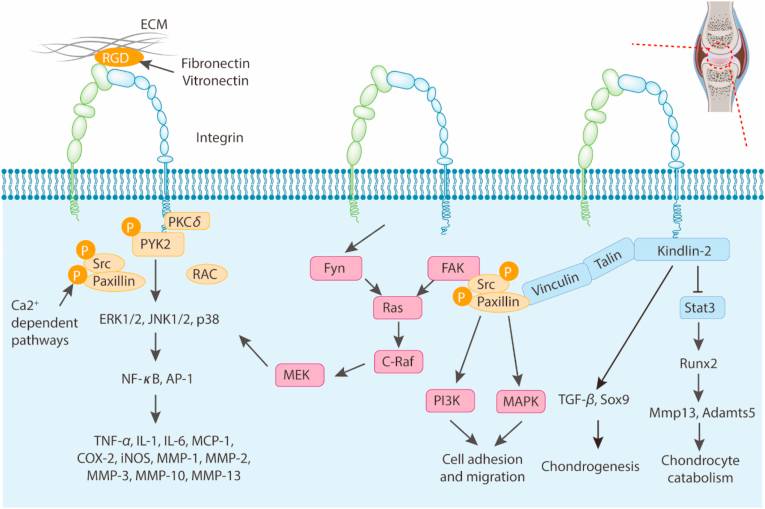 ECM
RGD
Fibronectin
Vitronectin
Integrin
PKCδ
P
PYK2
P
Src
P
Paxillin
RAC
Ca2+
dependent
pathways
ERK1/2, JNK1/2, p38
NF-κB, AP-1
TNF-α, IL-1, IL-6, MCP-1,
COX-2, iNOS, MMP-1, MMP-2,
MMP-3, MMP-10, MMP-13
Fyn
FAK
P
Src
P
Paxillin
Ras
C-Raf
MEK
PI3K
MAPK
Cell adhesion
and migration
Vinculin
Talin
Kindlin-2
Stat3
Runx2
TGF-β, Sox9
Mmp13, Adamts5
Chondrogenesis
Chondrocyte
catabolism